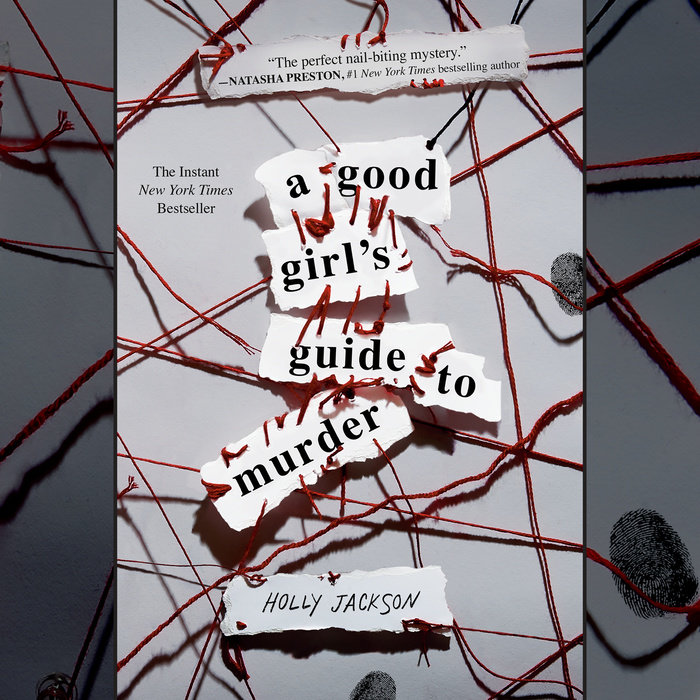 “The perfect nail-biting mystery.”
—NATASHA PRESTON, #1 New York Times bestselling author
The Instant
New York Times
Bestseller
a good
girl’s
guide to
murder
HOLLY JACKSON